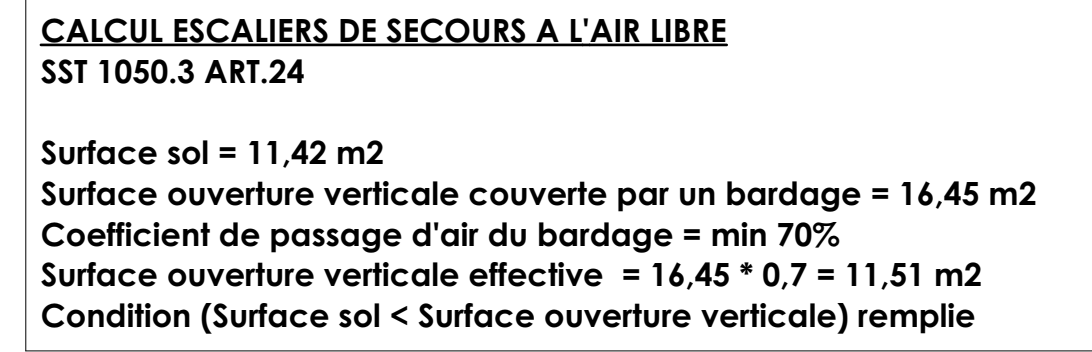 CALCUL ESCALIERS DE SECOURS A L'AIR LIBRE
SST 1050.3 ART.24
Surface sol = 11,42 m2
Surface ouverture verticale couverte par un bardage = 16,45 m2
Coefficient de passage d'air du bardage = min 70%
Surface ouverture verticale effective  = 16,45 * 0,7 = 11,51 m2
Condition (Surface sol < Surface ouverture verticale) remplie